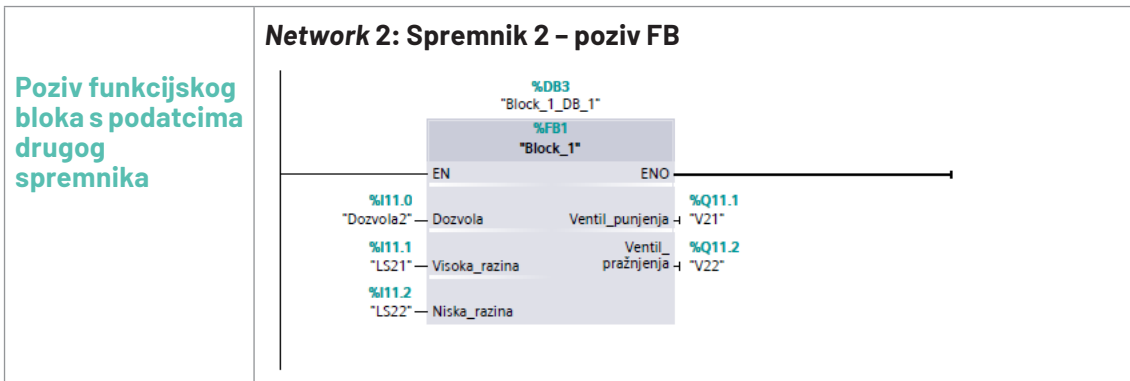 Network 2: Spremnik 2 – poziv FB
Poziv funkcijskog
bloka s podatcima
drugog
spremnika
%DB3
"Block_1_DB_1"
%FB1
"Block_1"
EN ENO
%I11.0 %Q11.1
"Dozvola2" Dozvola Ventil_punjenja "V21"
%I11.1 Ventil_ %Q11.2
"LS21" Visoka_razina pražnjenja "V22"
%I11.2
"LS22" Niska_razina